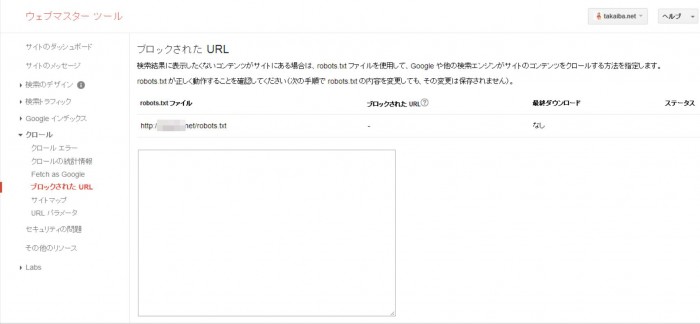 ウェブマスター ツール
takaiba.net
ヘルプ
サイトのダッシュボード
サイトのメッセージ
検索のデザイン
検索トラフィック
Google インデックス
クロール
クロール エラー
クロールの統計情報
Fetch as Google
ブロックされた URL
サイトマップ
URL パラメータ
セキュリティの問題
その他のリソース
Labs
ブロックされた URL
検索結果に表示したくないコンテンツがサイトにある場合は、robots.txt ファイルを使用して、Google や他の検索エンジンがサイトのコンテンツをクロールする方法を指定します。
robots.txt が正しく動作することを確認してください（次の手順で robots.txt の内容を変更しても、その変更は保存されません）。
robots.txt ファイル ブロックされた URL 最終ダウンロード ステータス
http:/ .net/robots.txt - なし